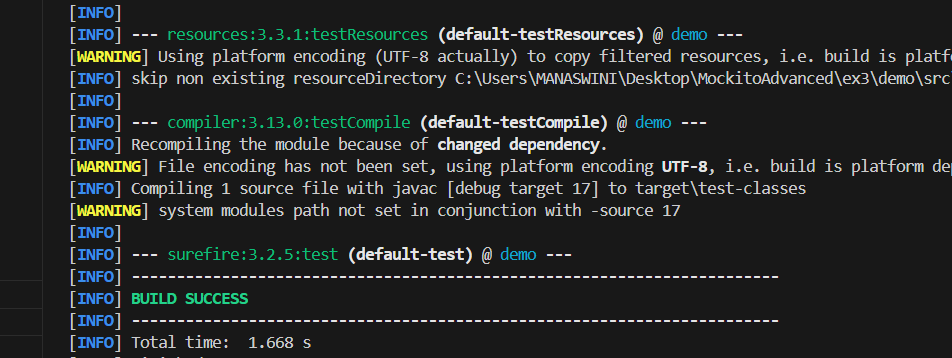 [INFO]
[INFO] --- resources:3.3.1:testResources (default-testResources) @ demo ---
[WARNING] Using platform encoding (UTF-8 actually) to copy filtered resources, i.e. build is platf
[INFO] skip non existing resourceDirectory C:\Users\MANASWINI\Desktop\MockitoAdvanced\ex3\demo\src
[INFO]
[INFO] --- compiler:3.13.0:testCompile (default-testCompile) @ demo ---
[INFO] Recompiling the module because of changed dependency.
[WARNING] File encoding has not been set, using platform encoding UTF-8, i.e. build is platform dep
[INFO] Compiling 1 source file with javac [debug target 17] to target\test-classes
[WARNING] system modules path not set in conjunction with -source 17
[INFO]
[INFO] --- surefire:3.2.5:test (default-test) @ demo ---
[INFO] ------------------------------------------------------------------------
[INFO] BUILD SUCCESS
[INFO] ------------------------------------------------------------------------
[INFO] Total time:  1.668 s